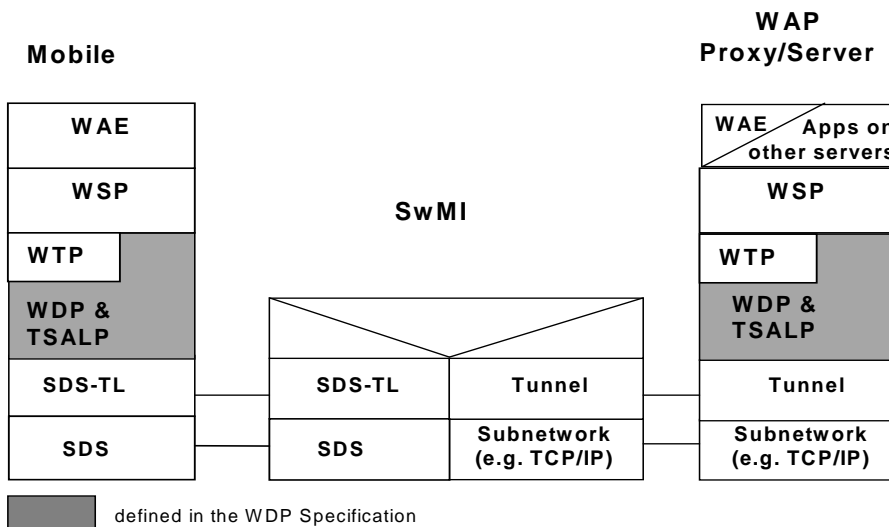 Mobile
WAP
Proxy/Server
WAE
WSP
WTP
WDP &
TSALP
SDS-TL
SDS
SwMI
SDS-TL
Tunnel
SDS
Subnetwork
(e.g. TCP/IP)
WAE
Apps on
other servers
WSP
WTP
WDP &
TSALP
Tunnel
Subnetwork
(e.g. TCP/IP)
defined in the WDP Specification